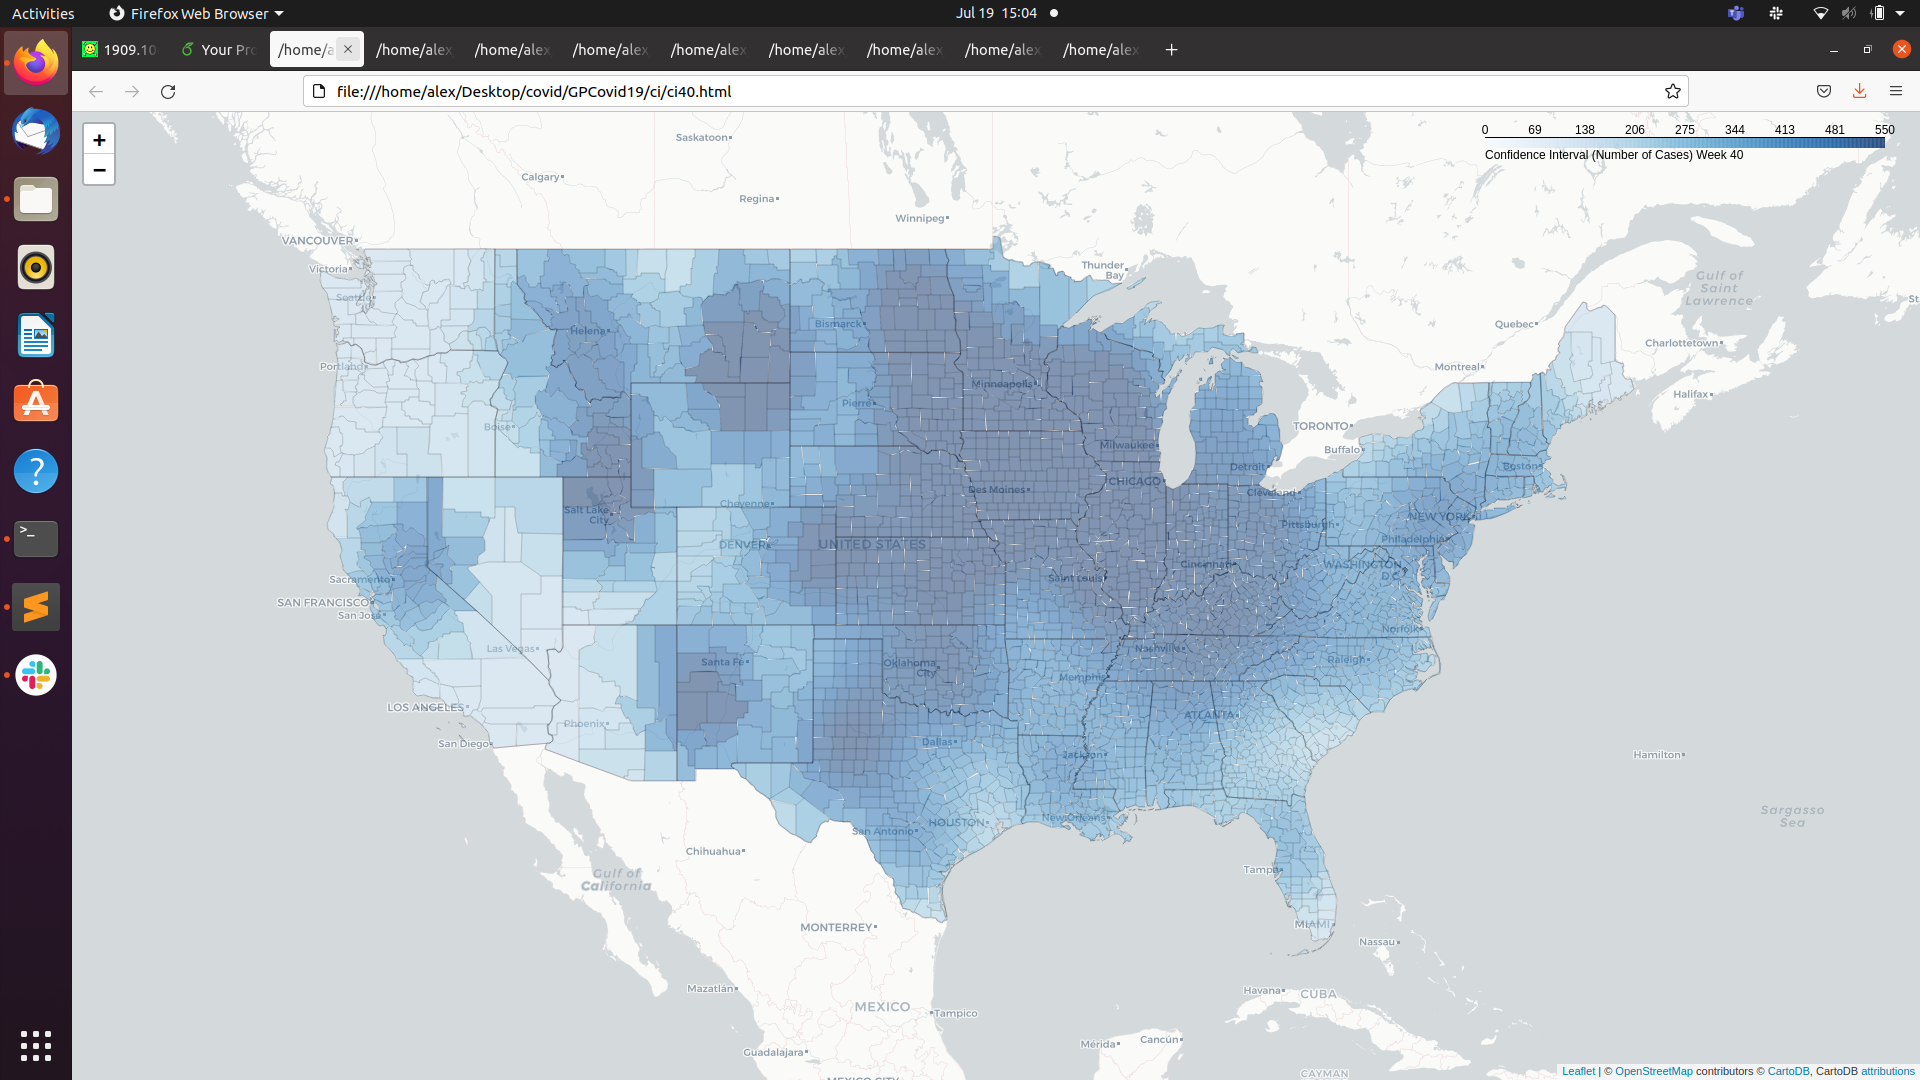 Activities
Firefox Web Browser
Jul 19 15:04
1909.10
Your Pr
/home/a
/home/alex
/home/alex
/home/alex
/home/alex
/home/alex
/home/alex
/home/alex
/home/alex
file:///home/alex/Desktop/covid/GPCovid19/ci/ci40.html
+
−
0 69 138 206 275 344 413 481 550
Confidence Interval (Number of Cases) Week 40
Saskatoon
Calgary
Regina
Winnipeg
VANCOUVER
Victoria
Seattle
Thunder
Bay
Gulf of
Saint
Lawrence
St
Quebec
Charlottetown
Montreal
Halifax
Helena
Bismarck
Portland
Minneapolis
Pierre
Boise
TORONTO
Buffalo
Milwaukee
Detroit
Boston
CHICAGO
Des Moines
Cleveland
Cheyenne
Salt Lake
City
NEW YORK
Pittsburgh
Philadelphia
DENVER
UNITED STATES
WASHINGTON
D.C.
Cincinnati
Saint Louis
Sacramento
SAN FRANCISCO
San Jose
Norfolk
Las Vegas
Nashville
Raleigh
Santa Fe
Oklahoma
City
Memphis
LOS ANGELES
Phoenix
ATLANTA
San Diego
Dallas
Jackson
Hamilton
Sargasso
Sea
HOUSTON
New Orleans
San Antonio
Chihuahua
Gulf of
California
Tampa
MONTERREY
MIAMI
Nassau
Mazatlán
Havana
CUBA
MEXICO
Tampico
Mérida
Cancún
Guadalajara
MEXICO CITY
CAYMAN
Leaflet | © OpenStreetMap contributors © CartoDB, CartoDB attributions